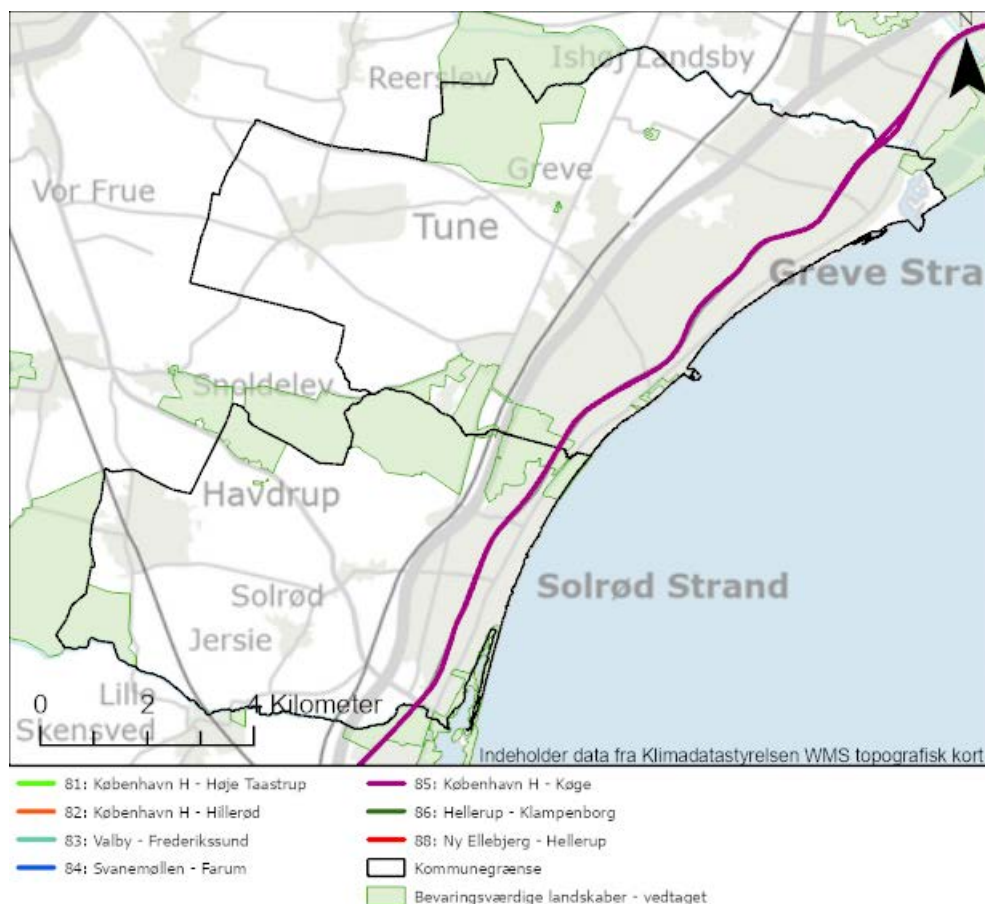 N
Ishøj Landsby
Reerslev
Greve
Vor Frue
Tune
Greve Stra
Snoldelev
Havdrup
Solrød Strand
Solrød
Jersie
Lille
Skensved
0 2 4 Kilometer
Indeholder data fra Klimadatastyrelsen WMS topografisk kort
81: København H - Høje Taastrup
82: København H - Hillerød
83: Valby - Frederikssund
84: Svanemøllen - Farum
85: København H - Køge
86: Hellerup - Klampenborg
88: Ny Ellebjerg - Hellerup
Kommunegrænse
Bevaringsværdige landskaber - vedtaget